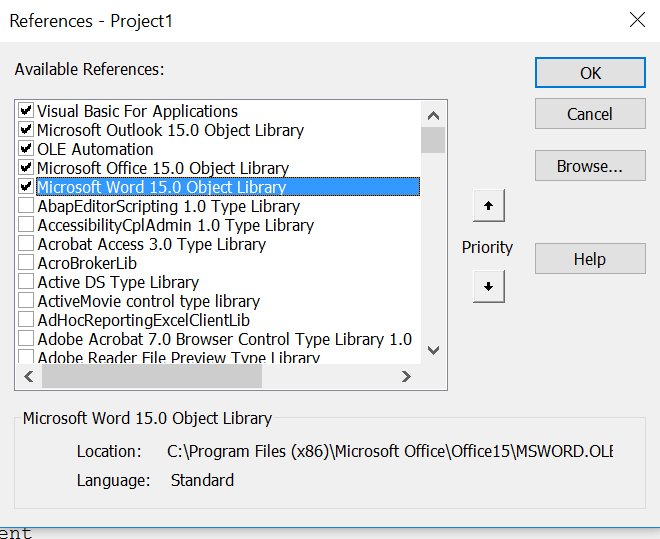 References - Project1
Available References:
OK
Cancel
Browse...
Help
Visual Basic For Applications
Microsoft Outlook 15.0 Object Library
OLE Automation
Microsoft Office 15.0 Object Library
Microsoft Word 15.0 Object Library
AbapEditorScripting 1.0 Type Library
AccessibilityCplAdmin 1.0 Type Library
Acrobat Access 3.0 Type Library
AcroBrokerLib
Active DS Type Library
ActiveMovie control type library
AdHocReportingExcelClientLib
Adobe Acrobat 7.0 Browser Control Type Library 1.0
Adobe Reader File Preview Type Library
Priority
Microsoft Word 15.0 Object Library
Location: C:\Program Files (x86)\Microsoft Office\Office15\MSWORD.OLE
Language: Standard
ent